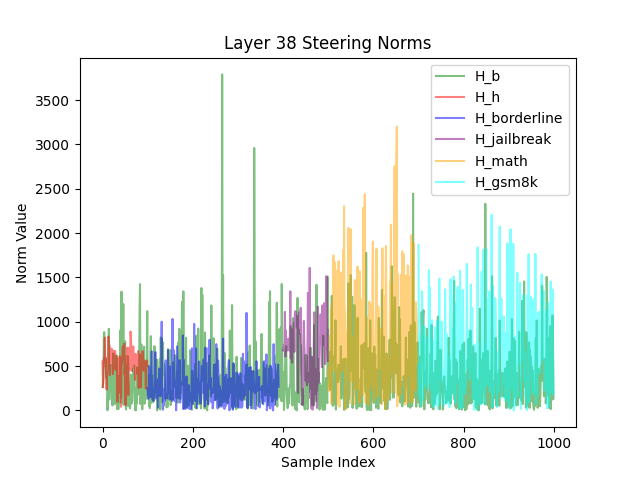 Layer 38 Steering Norms
H_b
H_h
H_borderline
H_jailbreak
H_math
H_gsm8k
3500
3000
2500
2000
1500
1000
500
0
Norm Value
0 200 400 600 800 1000
Sample Index